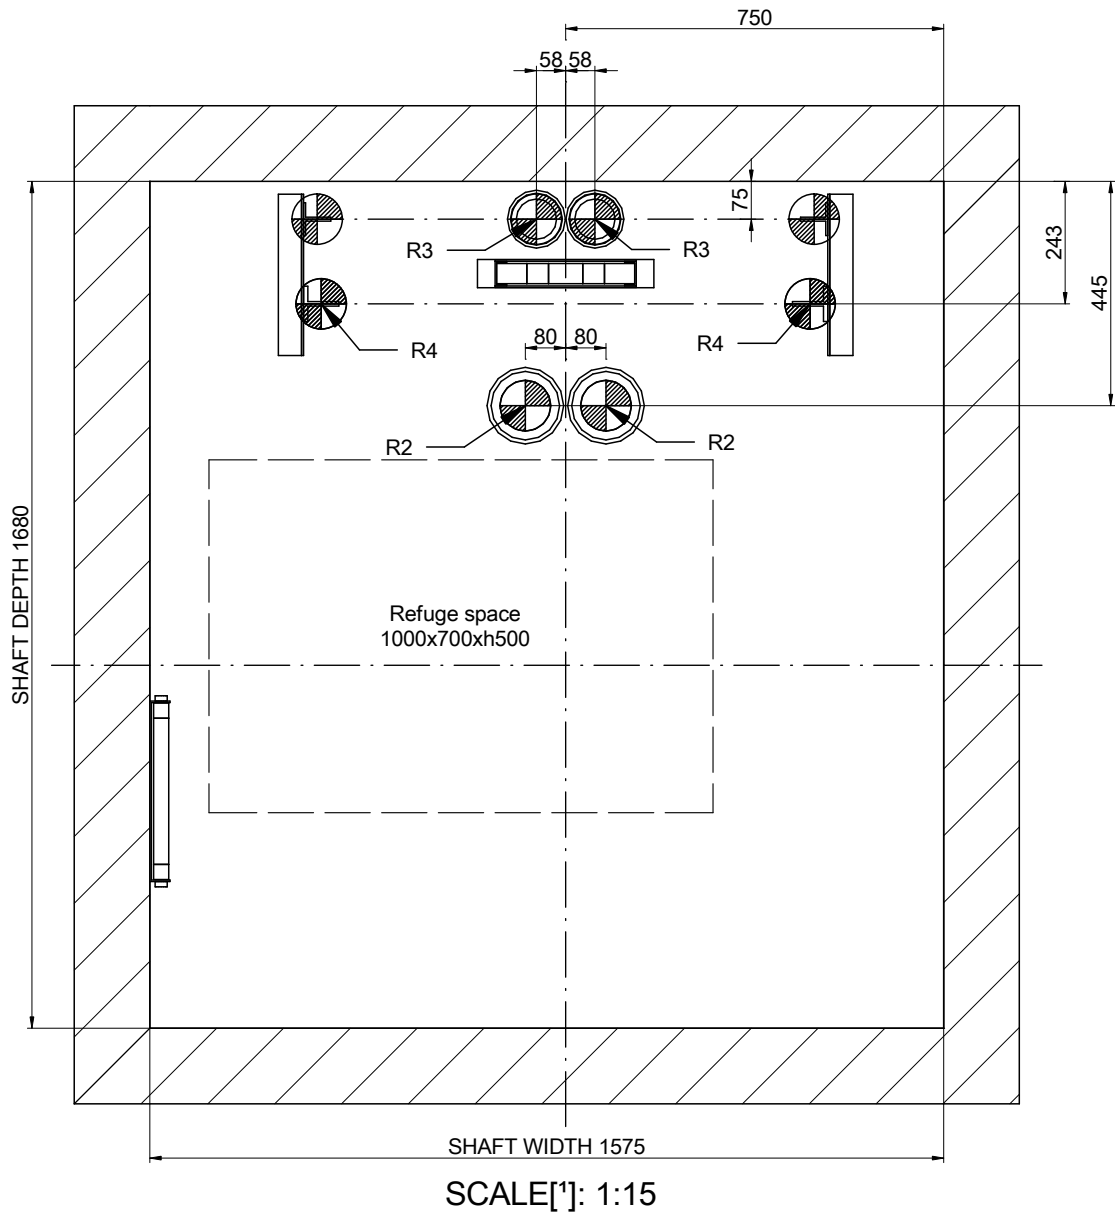 750
58 58
75
R3
R3
243
445
R4
R4
80 80
R2
R2
SHAFT DEPTH 1680
Refuge space
1000x700xh500
SHAFT WIDTH 1575
SCALE[¹]: 1:15